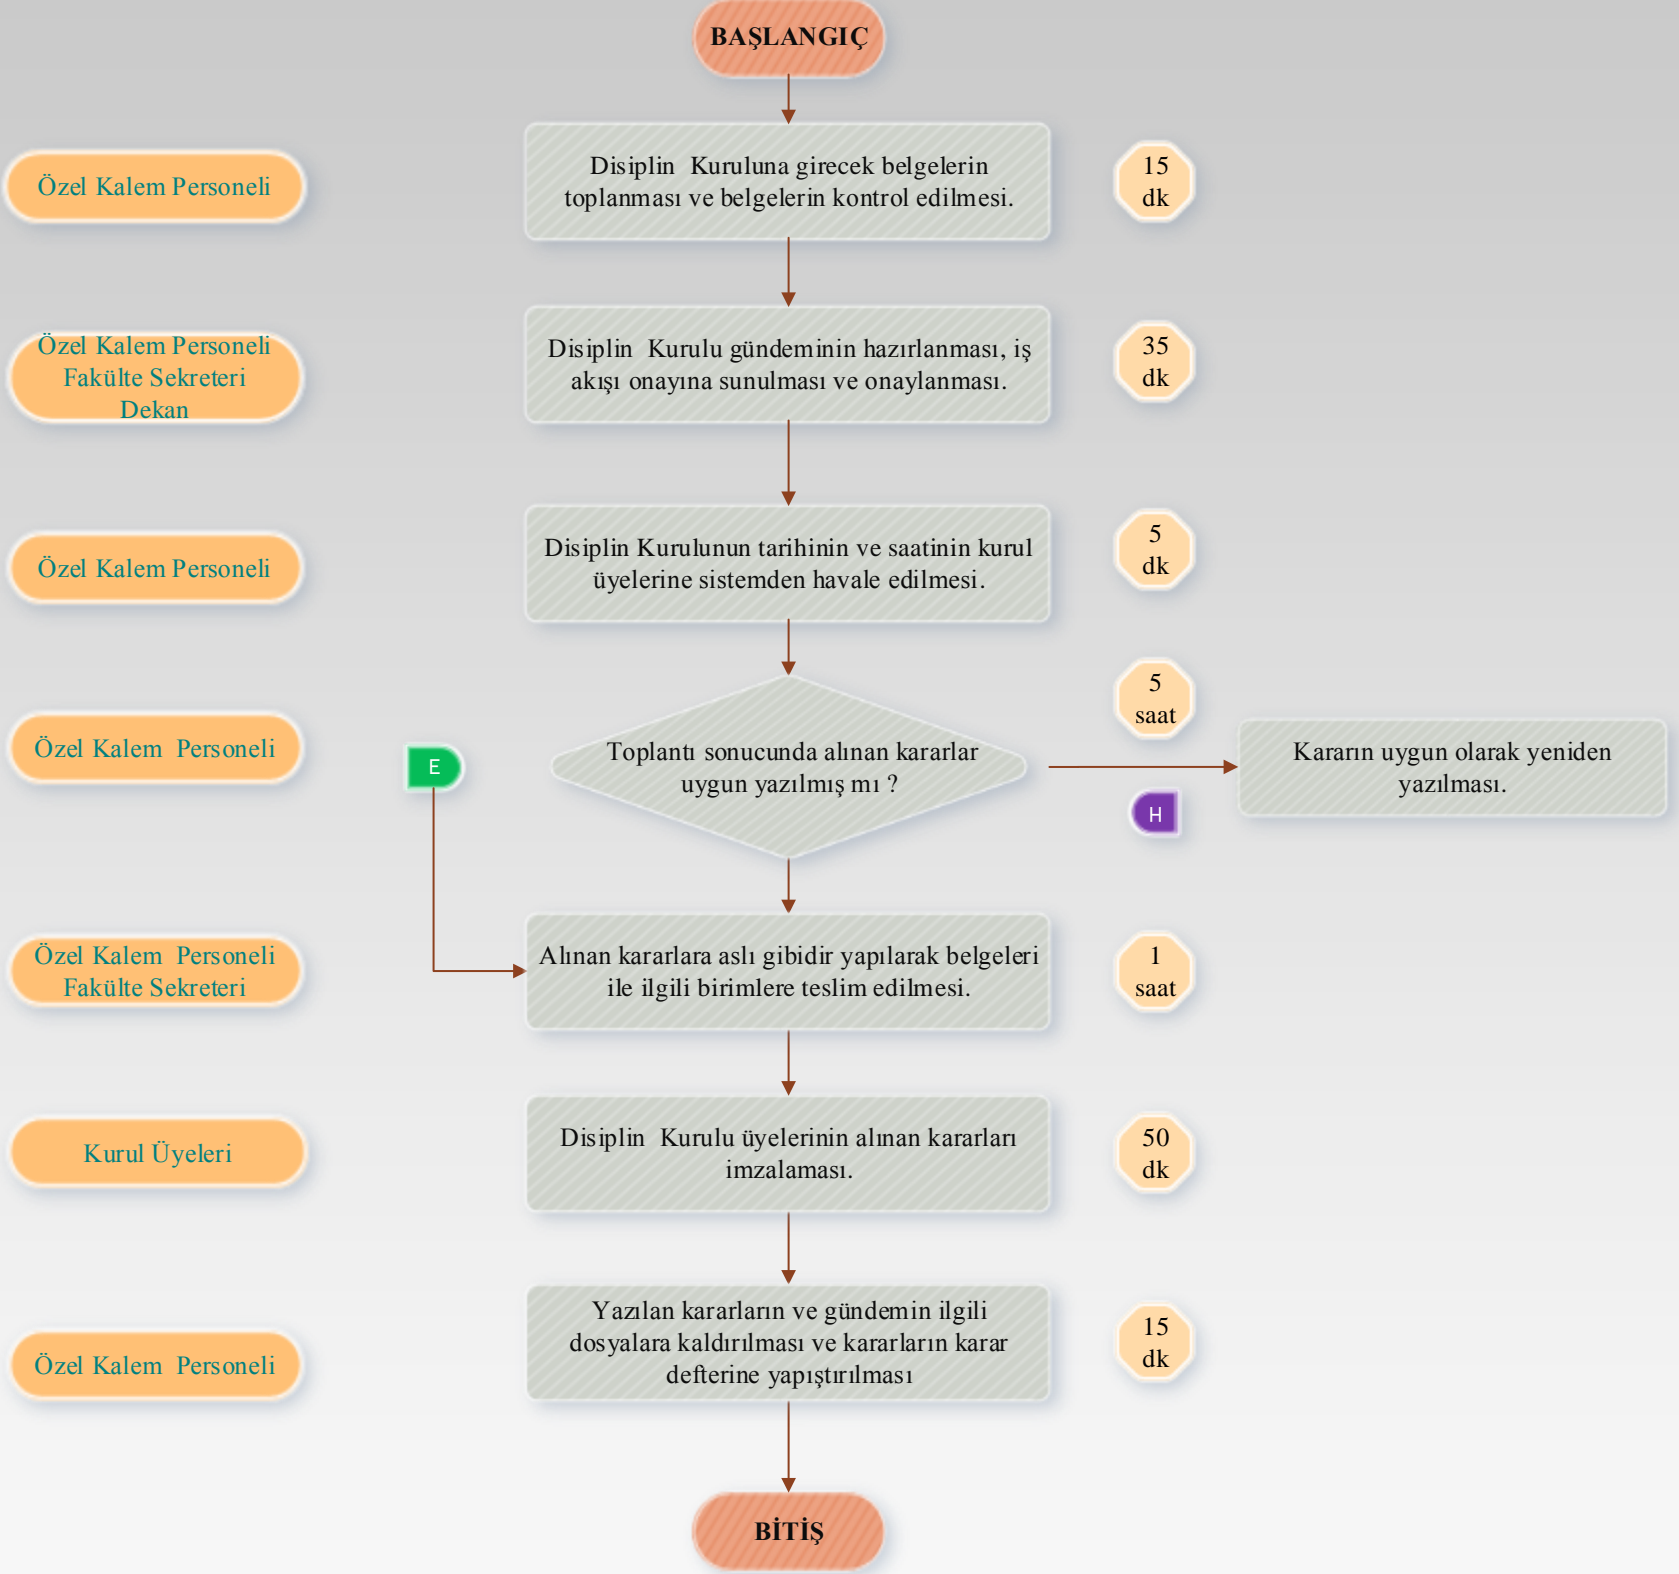 BAŞLANGIÇ
Özel Kalem Personeli
Disiplin Kuruluna girecek belgelerin
toplanması ve belgelerin kontrol edilmesi.
15
dk
Özel Kalem Personeli
Fakülte Sekreteri
Dekan
Disiplin Kurulu gündeminin hazırlanması, iş
akışı onayına sunulması ve onaylanması.
35
dk
Özel Kalem Personeli
Disiplin Kurulunun tarihinin ve saatinin kurul
üyelerine sistemden havale edilmesi.
5
dk
Özel Kalem Personeli
E
Toplantı sonucunda alınan kararlar
uygun yazılmış mı ?
5
saat
H
Kararın uygun olarak yeniden
yazılması.
Özel Kalem Personeli
Fakülte Sekreteri
Alınan kararlara aslı gibidir yapılarak belgeleri
ile ilgili birimlere teslim edilmesi.
1
saat
Kurul Üyeleri
Disiplin Kurulu üyelerinin alınan kararları
imzalaması.
50
dk
Özel Kalem Personeli
Yazılan kararların ve gündemin ilgili
dosyalara kaldırılması ve kararların karar
defterine yapıştırılması
15
dk
BİTİŞ